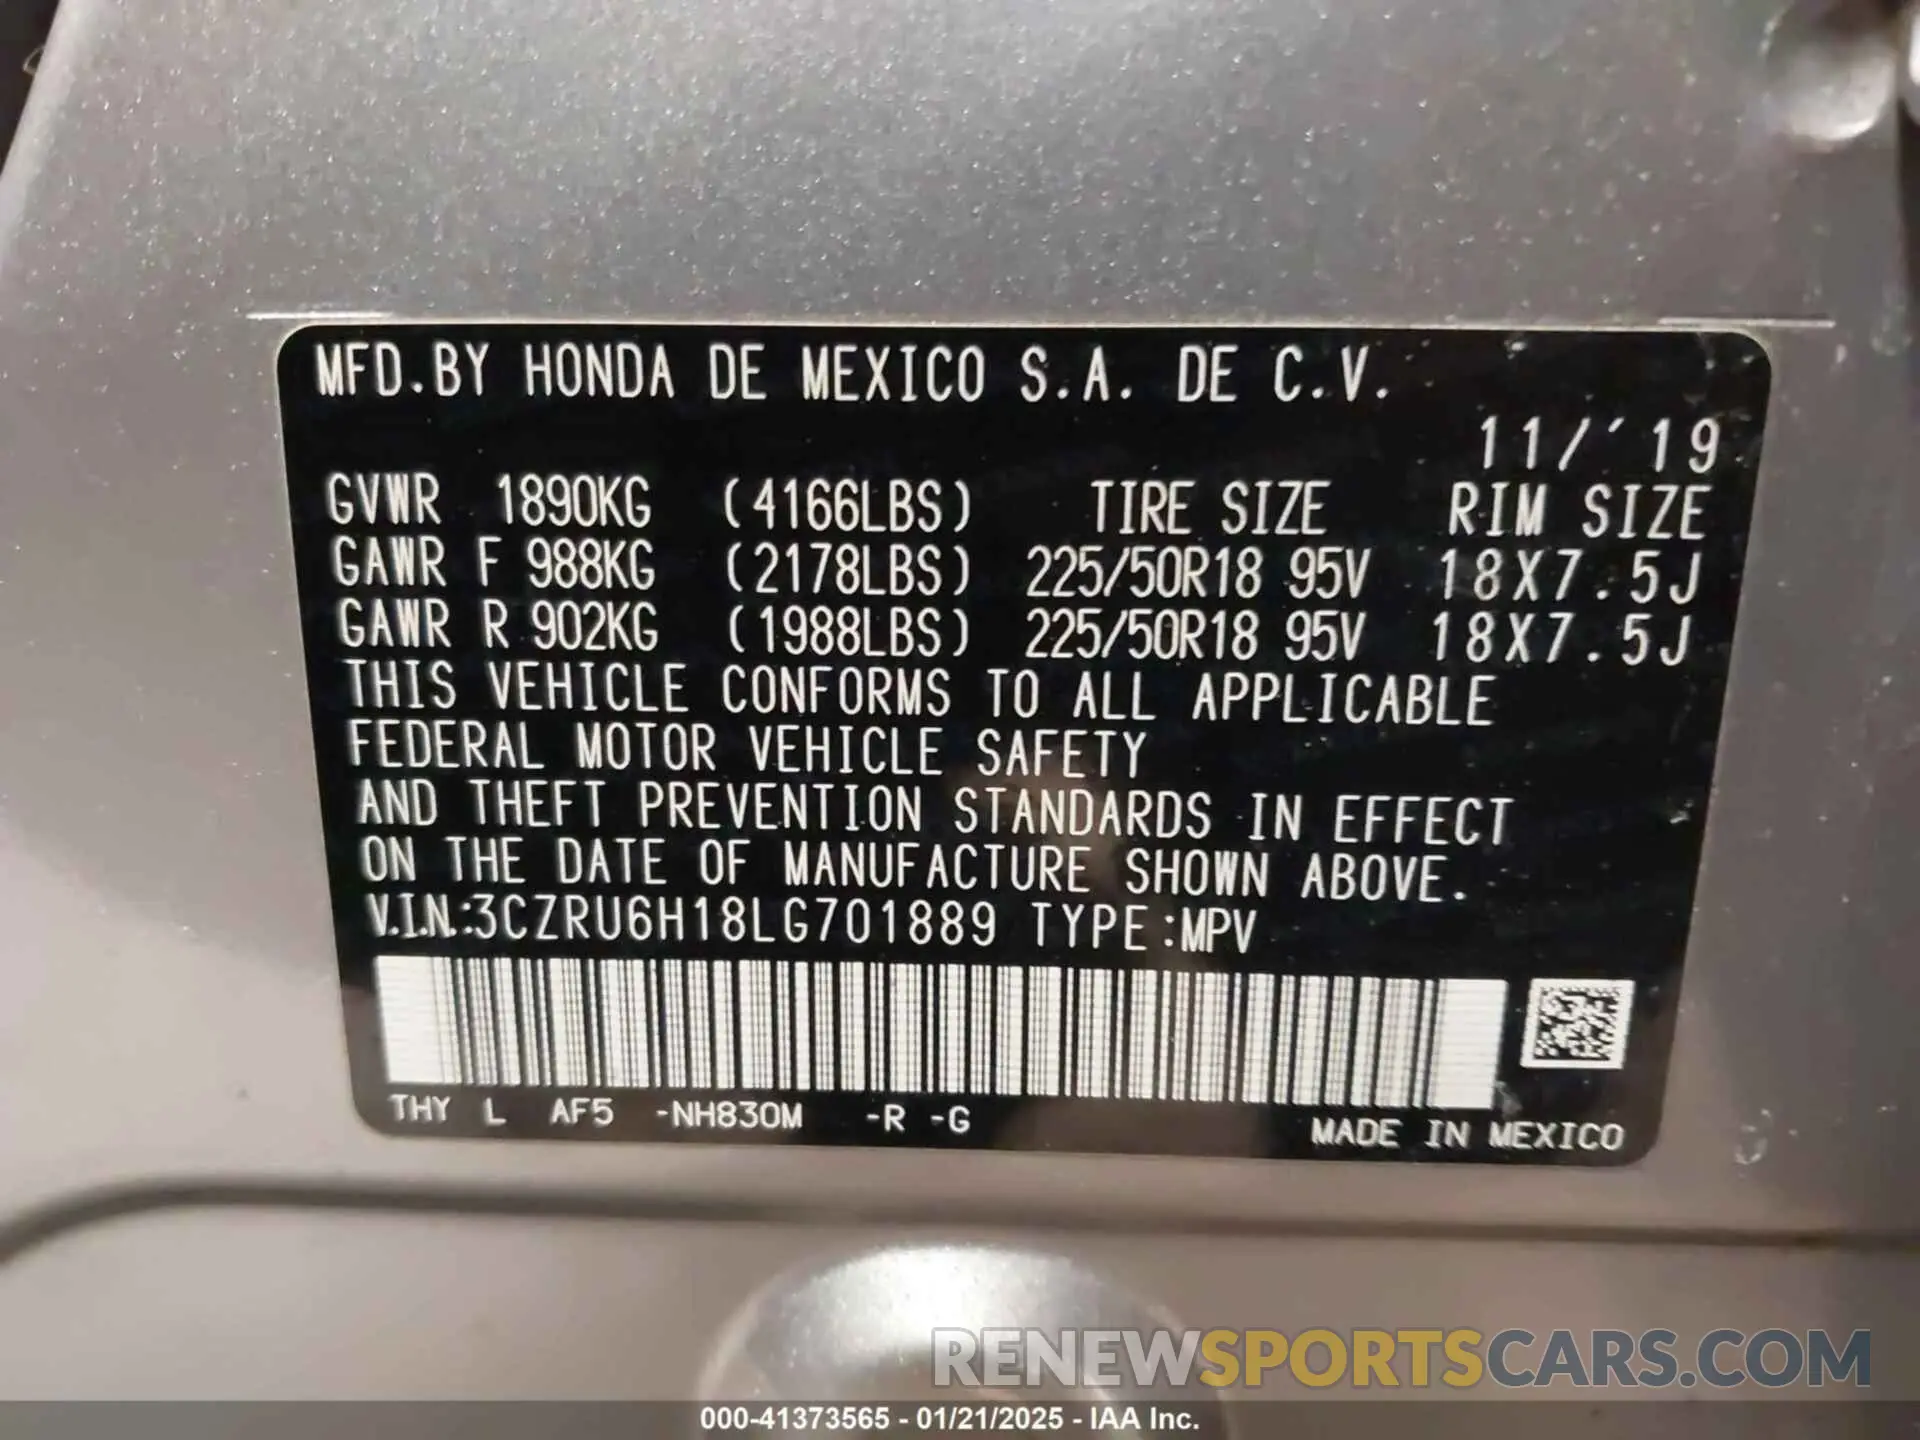 MFD.BY HONDA DE MEXICO S.A. DE C.V.
11/'19
GVWR 1890KG (4166LBS) TIRE SIZE RIM SIZE
GAWR F 988KG (2178LBS) 225/50R18 95V 18X7.5J
GAWR R 902KG (1988LBS) 225/50R18 95V 18X7.5J
THIS VEHICLE CONFORMS TO ALL APPLICABLE
FEDERAL MOTOR VEHICLE SAFETY
AND THEFT PREVENTION STANDARDS IN EFFECT
ON THE DATE OF MANUFACTURE SHOWN ABOVE.
V.I.N.:3CZRU6H18LG701889 TYPE:MPV
THY L AF5 -NH830M -R -G
MADE IN MEXICO
RENEWSPORTSCARS.COM
000-41373565 - 01/21/2025 - IAA Inc.